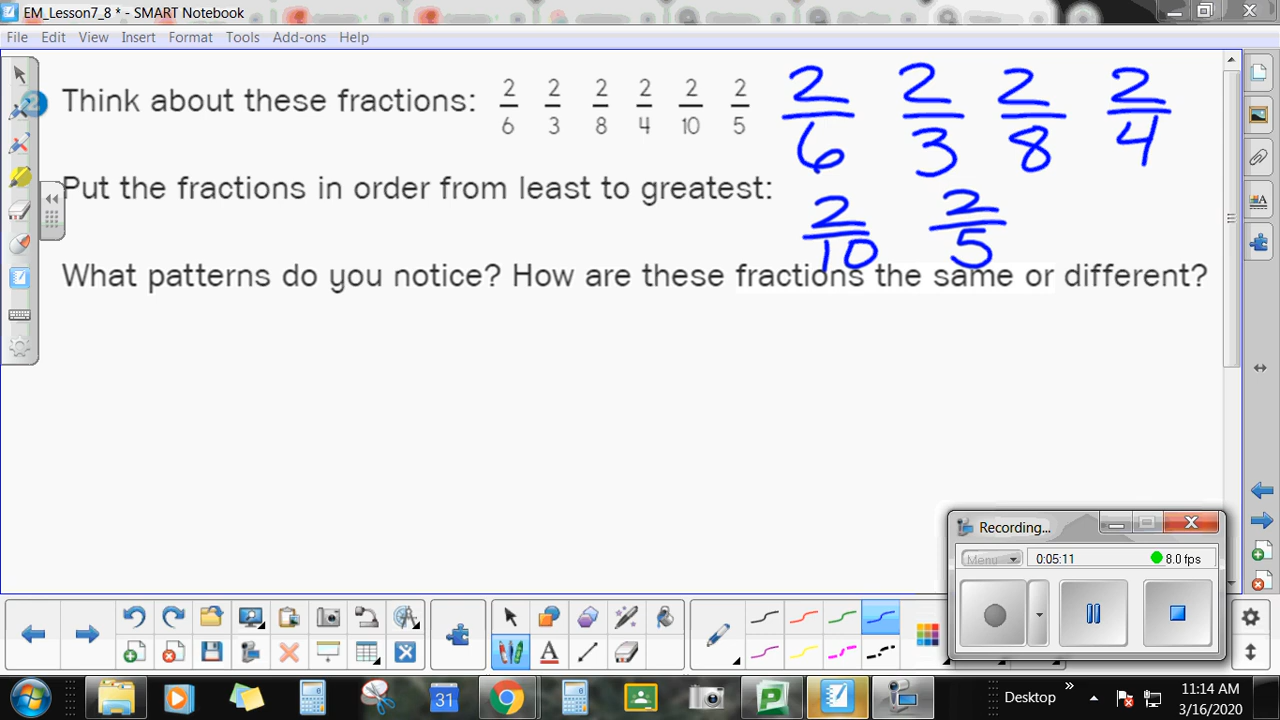 EM_Lesson7_8 * - SMART Notebook
File Edit View Insert Format Tools Add-ons Help
Think about these fractions: 2/6 2/3 2/8 2/4 2/10 2/5 2/6 2/3 2/8 2/4
Put the fractions in order from least to greatest:
2/10 2/5
What patterns do you notice? How are these fractions the same or different?
Recording...
Menu 0:05:11 8.0 fps
A
31
P
Desktop » 11:14 AM
3/16/2020